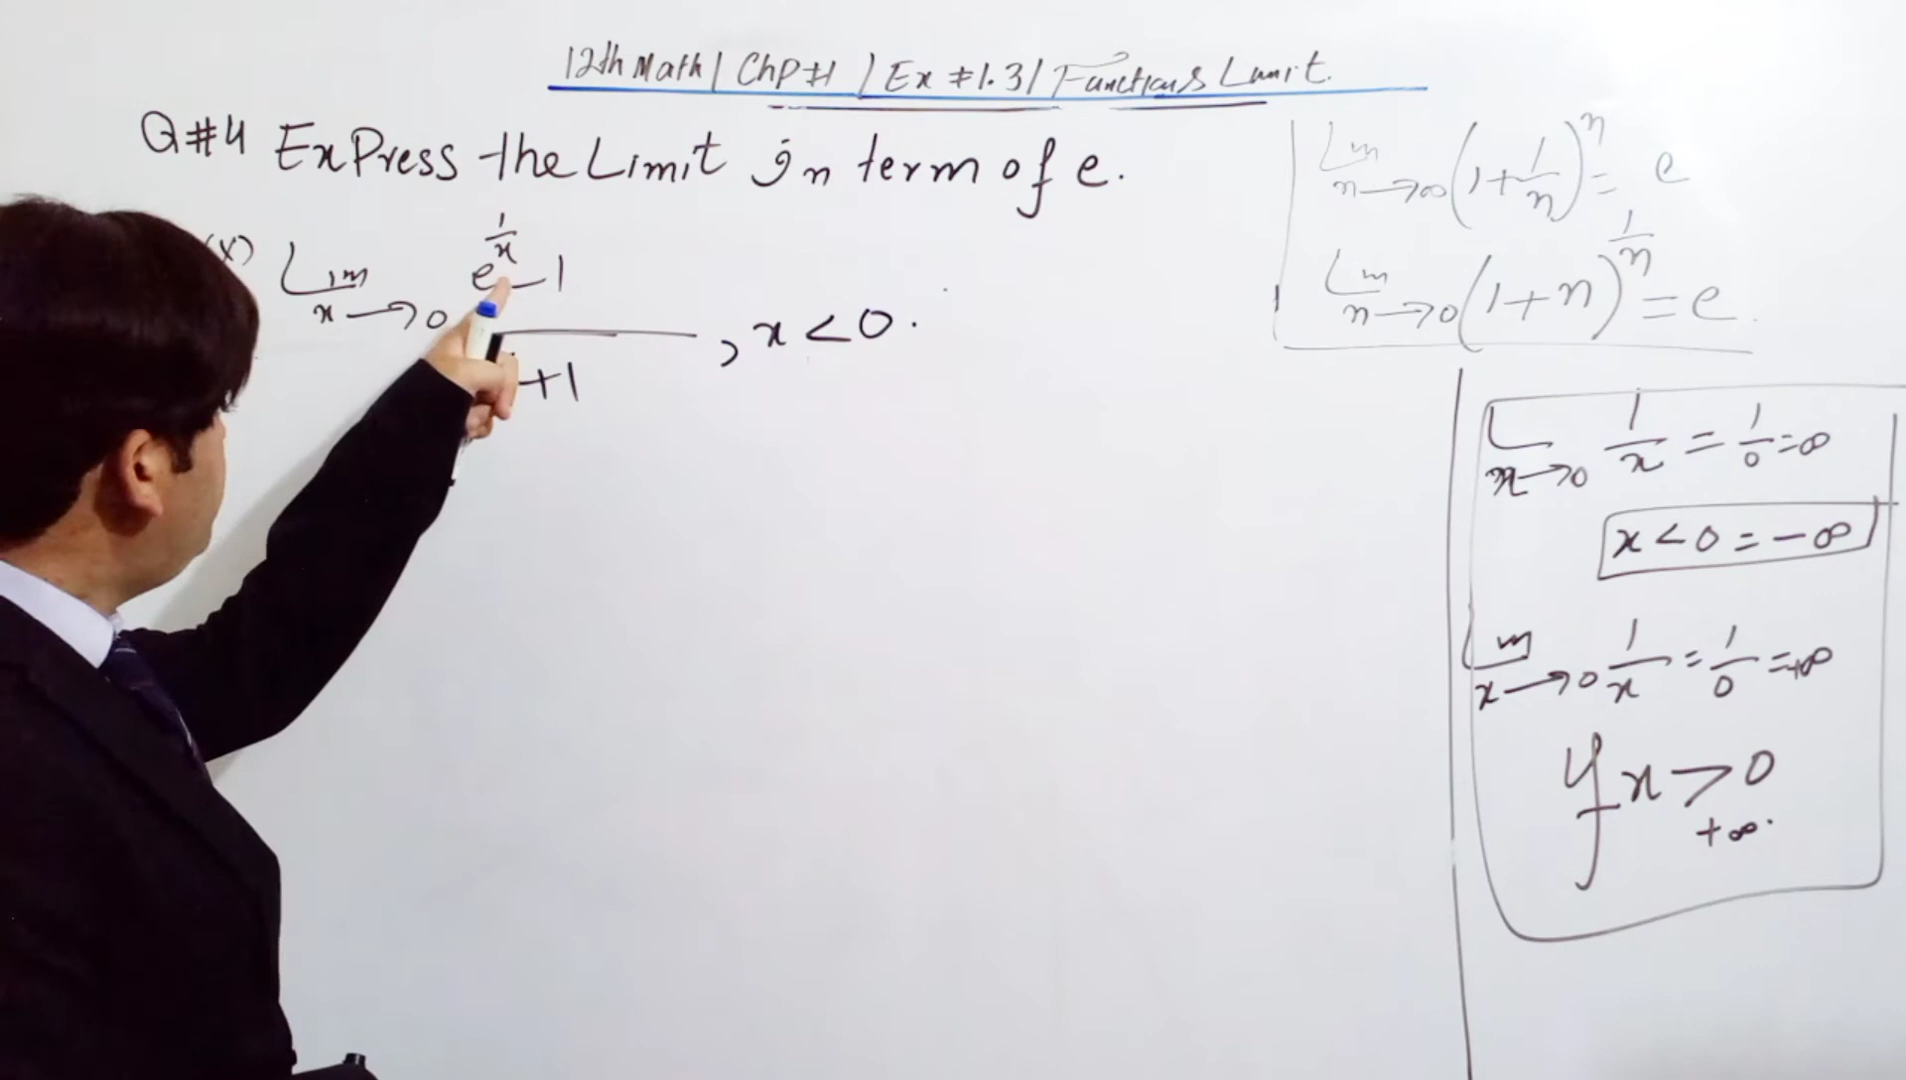 12th Math / Chp #1 / Ex #1.3 / Functions Limit.
Q#4 ExPress the Limit in term of e.
(x) Lim x→0 e^(1/x) -1
+1 , x<0.
Lim n→∞ (1+1/n)^n = e
Lim n→0 (1+n)^(1/n) = e.
L x→0 1/x = 1/0 = ∞
x<0 = -∞
Lim x→0 1/x = 1/0 = +∞
If x>0
+∞.